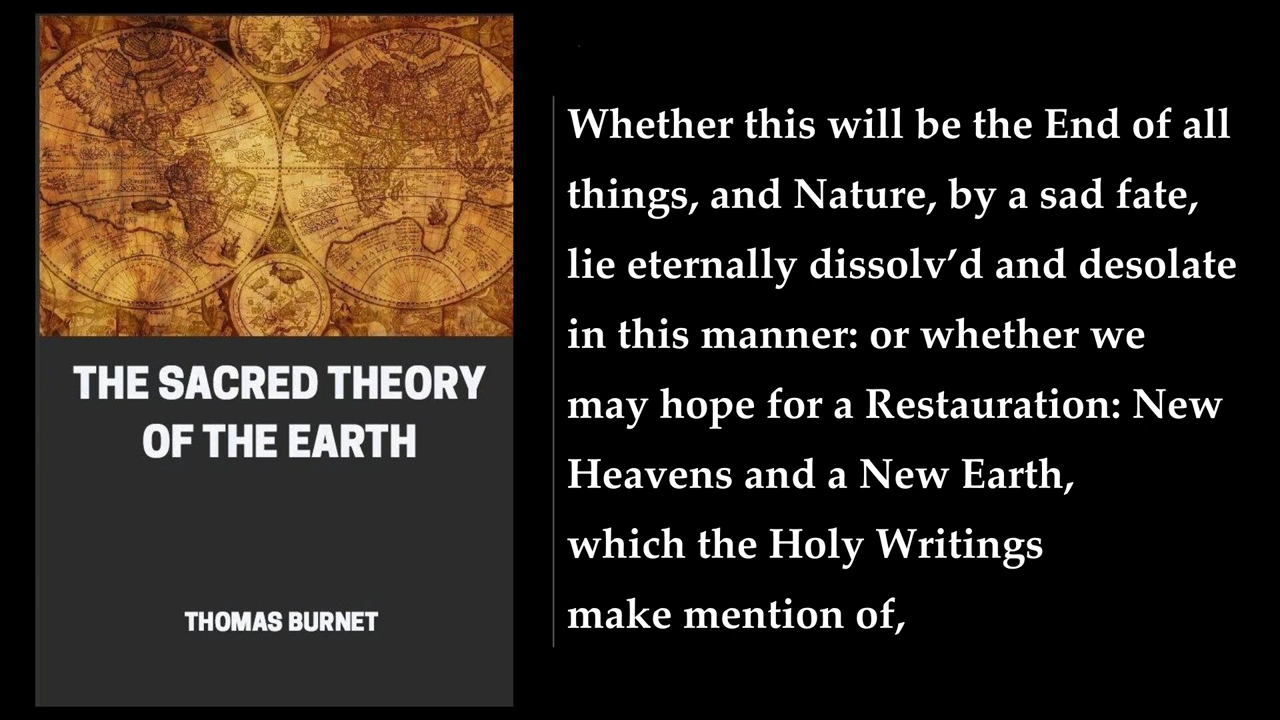 THE SACRED THEORY
OF THE EARTH
THOMAS BURNET
Whether this will be the End of all
things, and Nature, by a sad fate,
lie eternally dissolv’d and desolate
in this manner: or whether we
may hope for a Restauration: New
Heavens and a New Earth,
which the Holy Writings
make mention of,